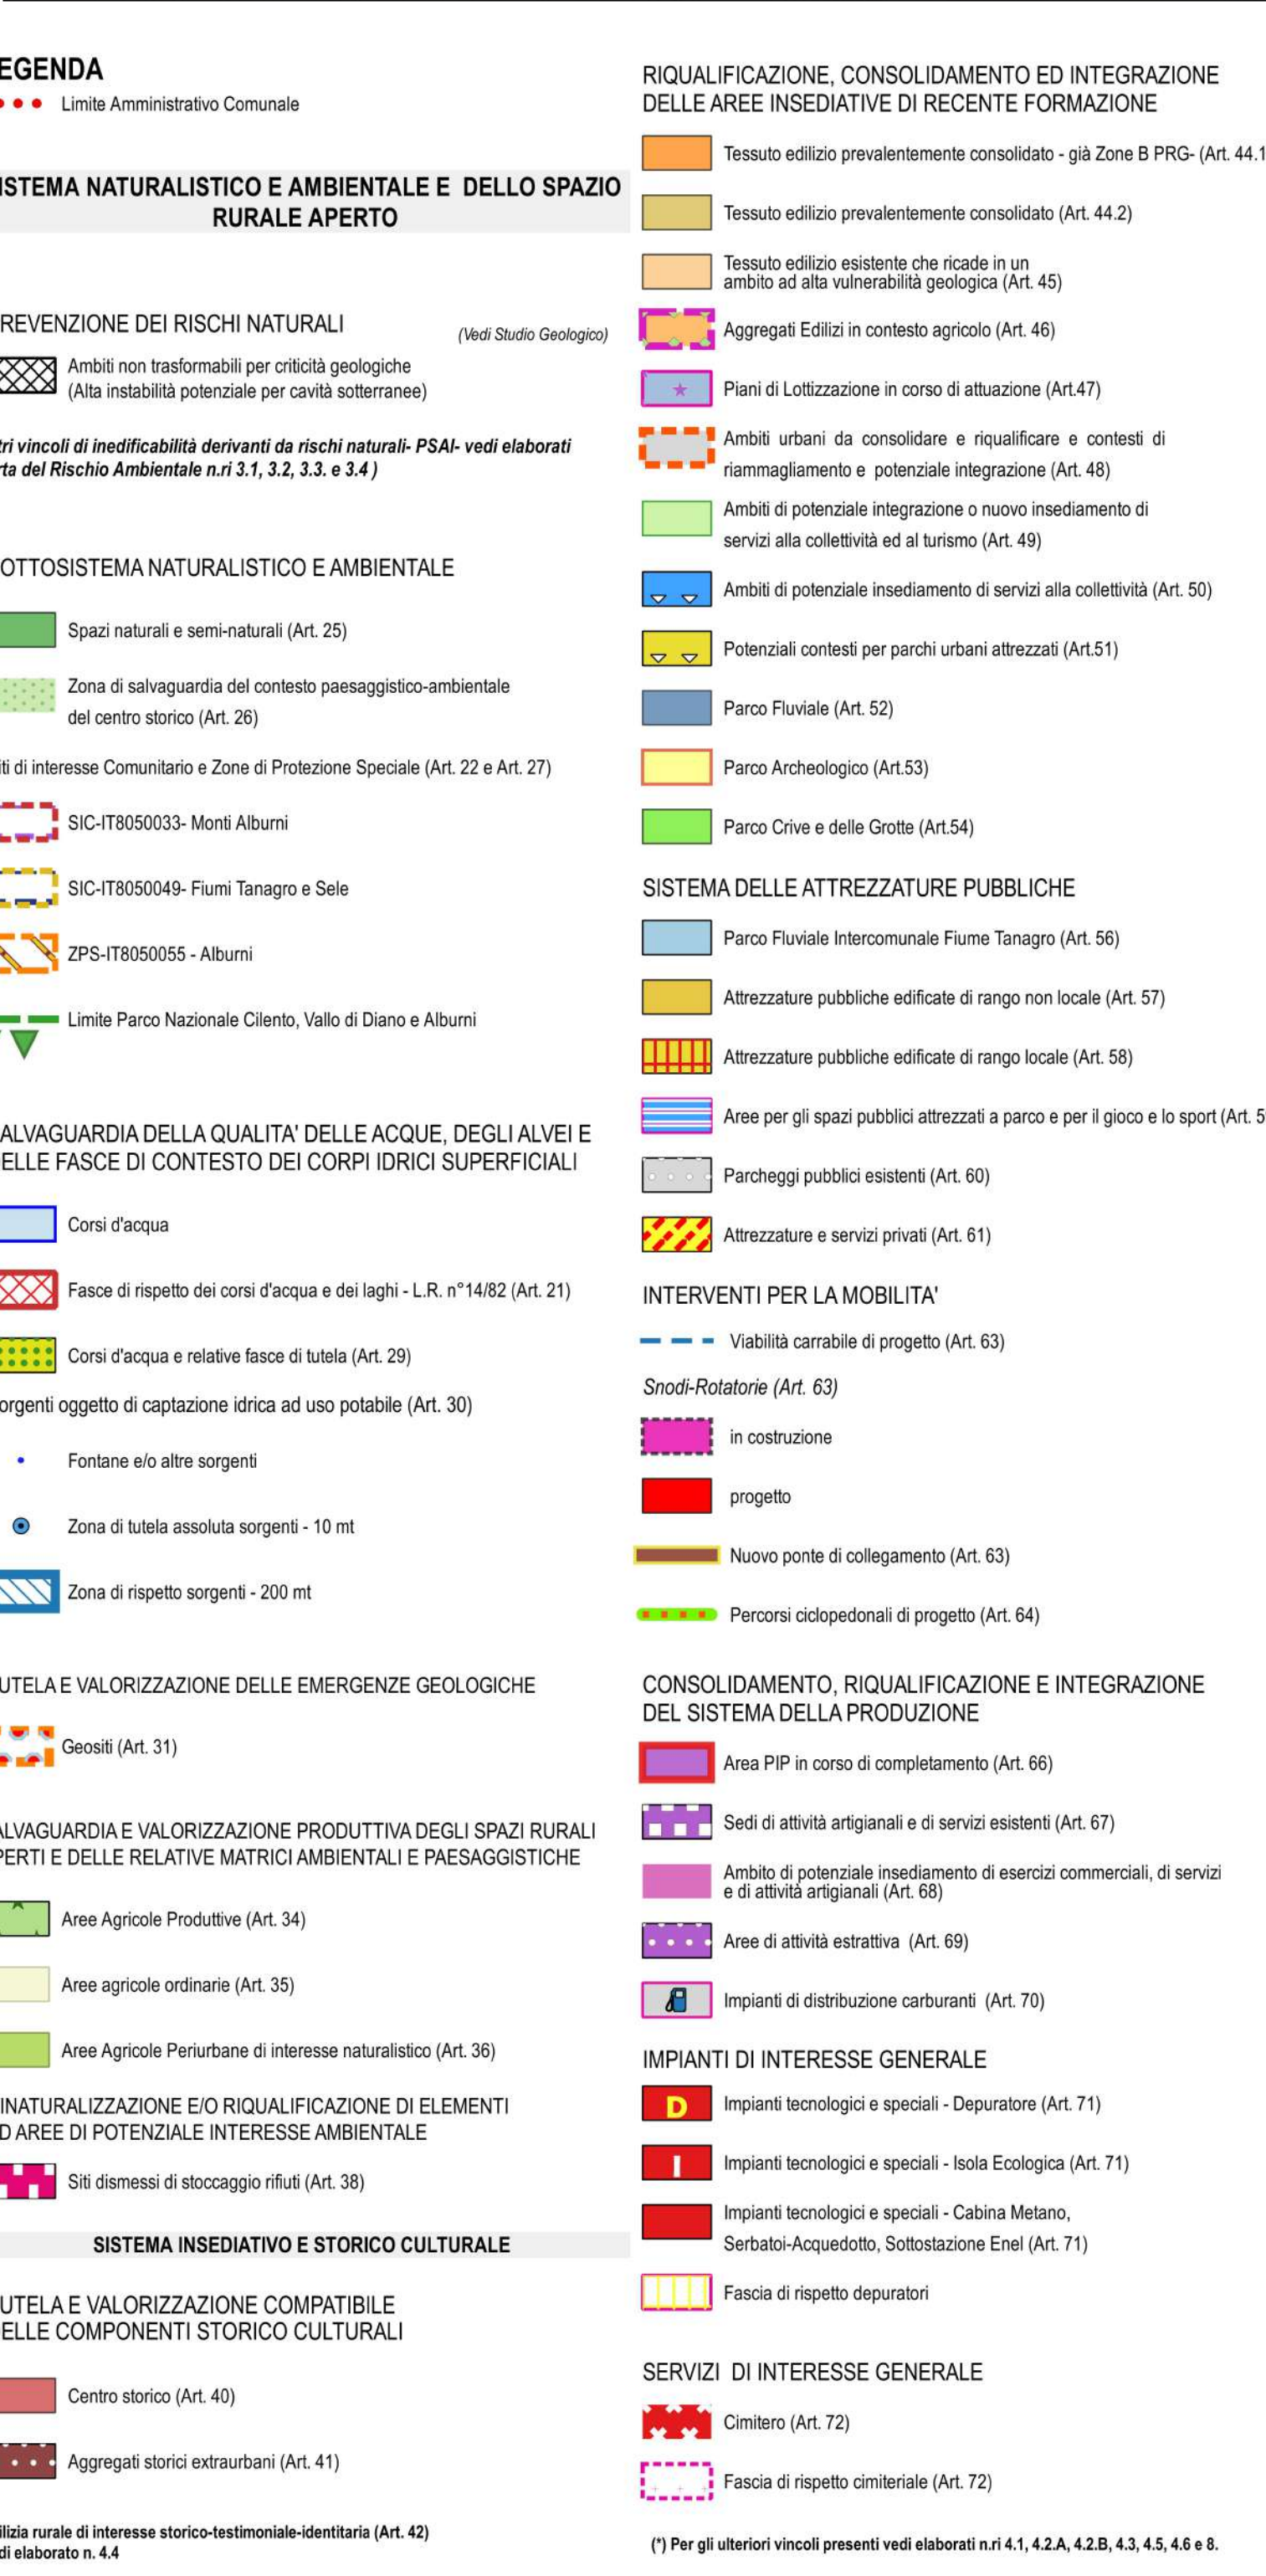 EGENDA
Limite Amministrativo Comunale
ISTEMA NATURALISTICO E AMBIENTALE E DELLO SPAZIO
RURALE APERTO
REVENZIONE DEI RISCHI NATURALI
(Vedi Studio Geologico)
Ambiti non trasformabili per criticità geologiche
(Alta instabilità potenziale per cavità sotterranee)
tri vincoli di inedificabilità derivanti da rischi naturali- PSAI- vedi elaborati
rta del Rischio Ambientale n.ri 3.1, 3.2, 3.3. e 3.4 )
OTTOSISTEMA NATURALISTICO E AMBIENTALE
Spazi naturali e semi-naturali (Art. 25)
Zona di salvaguardia del contesto paesaggistico-ambientale
del centro storico (Art. 26)
iti di interesse Comunitario e Zone di Protezione Speciale (Art. 22 e Art. 27)
SIC-IT8050033- Monti Alburni
SIC-IT8050049- Fiumi Tanagro e Sele
ZPS-IT8050055 - Alburni
Limite Parco Nazionale Cilento, Vallo di Diano e Alburni
ALVAGUARDIA DELLA QUALITA' DELLE ACQUE, DEGLI ALVEI E
ELLE FASCE DI CONTESTO DEI CORPI IDRICI SUPERFICIALI
Corsi d'acqua
Fasce di rispetto dei corsi d'acqua e dei laghi - L.R. n°14/82 (Art. 21)
Corsi d'acqua e relative fasce di tutela (Art. 29)
orgenti oggetto di captazione idrica ad uso potabile (Art. 30)
Fontane e/o altre sorgenti
Zona di tutela assoluta sorgenti - 10 mt
Zona di rispetto sorgenti - 200 mt
UTELA E VALORIZZAZIONE DELLE EMERGENZE GEOLOGICHE
Geositi (Art. 31)
ALVAGUARDIA E VALORIZZAZIONE PRODUTTIVA DEGLI SPAZI RURALI
PERTI E DELLE RELATIVE MATRICI AMBIENTALI E PAESAGGISTICHE
Aree Agricole Produttive (Art. 34)
Aree agricole ordinarie (Art. 35)
Aree Agricole Periurbane di interesse naturalistico (Art. 36)
INATURALIZZAZIONE E/O RIQUALIFICAZIONE DI ELEMENTI
D AREE DI POTENZIALE INTERESSE AMBIENTALE
Siti dismessi di stoccaggio rifiuti (Art. 38)
SISTEMA INSEDIATIVO E STORICO CULTURALE
UTELA E VALORIZZAZIONE COMPATIBILE
ELLE COMPONENTI STORICO CULTURALI
Centro storico (Art. 40)
Aggregati storici extraurbani (Art. 41)
ilizia rurale di interesse storico-testimoniale-identitaria (Art. 42)
di elaborato n. 4.4
RIQUALIFICAZIONE, CONSOLIDAMENTO ED INTEGRAZIONE
DELLE AREE INSEDIATIVE DI RECENTE FORMAZIONE
Tessuto edilizio prevalentemente consolidato - già Zone B PRG- (Art. 44.1
Tessuto edilizio prevalentemente consolidato (Art. 44.2)
Tessuto edilizio esistente che ricade in un
ambito ad alta vulnerabilità geologica (Art. 45)
Aggregati Edilizi in contesto agricolo (Art. 46)
Piani di Lottizzazione in corso di attuazione (Art.47)
Ambiti urbani da consolidare e riqualificare e contesti di
riammagliamento e potenziale integrazione (Art. 48)
Ambiti di potenziale integrazione o nuovo insediamento di
servizi alla collettività ed al turismo (Art. 49)
Ambiti di potenziale insediamento di servizi alla collettività (Art. 50)
Potenziali contesti per parchi urbani attrezzati (Art.51)
Parco Fluviale (Art. 52)
Parco Archeologico (Art.53)
Parco Crive e delle Grotte (Art.54)
SISTEMA DELLE ATTREZZATURE PUBBLICHE
Parco Fluviale Intercomunale Fiume Tanagro (Art. 56)
Attrezzature pubbliche edificate di rango non locale (Art. 57)
Attrezzature pubbliche edificate di rango locale (Art. 58)
Aree per gli spazi pubblici attrezzati a parco e per il gioco e lo sport (Art. 5
Parcheggi pubblici esistenti (Art. 60)
Attrezzature e servizi privati (Art. 61)
INTERVENTI PER LA MOBILITA'
Viabilità carrabile di progetto (Art. 63)
Snodi-Rotatorie (Art. 63)
in costruzione
progetto
Nuovo ponte di collegamento (Art. 63)
Percorsi ciclopedonali di progetto (Art. 64)
CONSOLIDAMENTO, RIQUALIFICAZIONE E INTEGRAZIONE
DEL SISTEMA DELLA PRODUZIONE
Area PIP in corso di completamento (Art. 66)
Sedi di attività artigianali e di servizi esistenti (Art. 67)
Ambito di potenziale insediamento di esercizi commerciali, di servizi
e di attività artigianali (Art. 68)
Aree di attività estrattiva (Art. 69)
Impianti di distribuzione carburanti (Art. 70)
IMPIANTI DI INTERESSE GENERALE
D Impianti tecnologici e speciali - Depuratore (Art. 71)
I Impianti tecnologici e speciali - Isola Ecologica (Art. 71)
Impianti tecnologici e speciali - Cabina Metano,
Serbatoi-Acquedotto, Sottostazione Enel (Art. 71)
Fascia di rispetto depuratori
SERVIZI DI INTERESSE GENERALE
Cimitero (Art. 72)
Fascia di rispetto cimiteriale (Art. 72)
(*) Per gli ulteriori vincoli presenti vedi elaborati n.ri 4.1, 4.2.A, 4.2.B, 4.3, 4.5, 4.6 e 8.